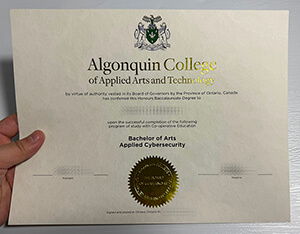 Algonquin College
of Applied Arts and Technology
by virtue of authority vested in its Board of Governors by the Province of Ontario, Canada
has conferred this Honours Baccalaureate Degree to
upon the successful completion of the following
program of study with Co-operative Education
Bachelor of Arts
Applied Cybersecurity